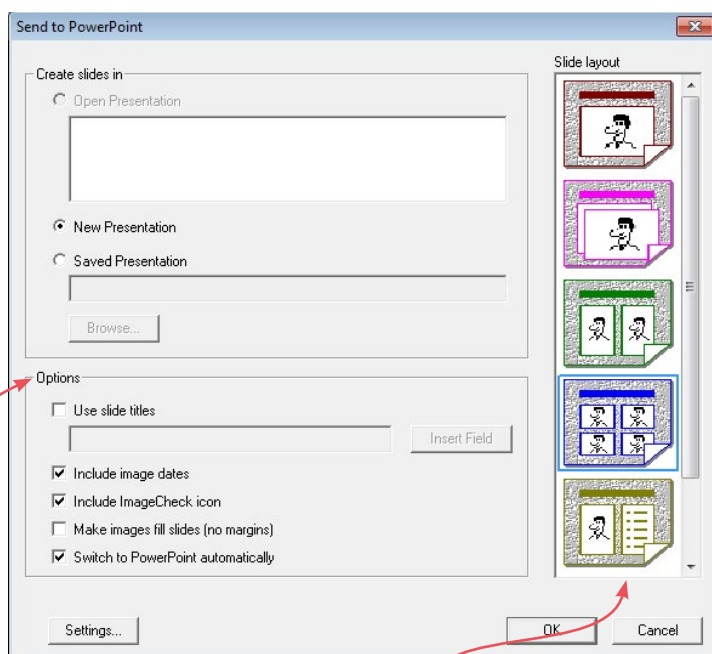 Send to PowerPoint
Slide layout
Create slides in
Open Presentation
New Presentation
Saved Presentation
Browse...
Options
Use slide titles
Insert Field
Include image dates
Include ImageCheck icon
Make images fill slides (no margins)
Switch to PowerPoint automatically
Settings...
OK
Cancel